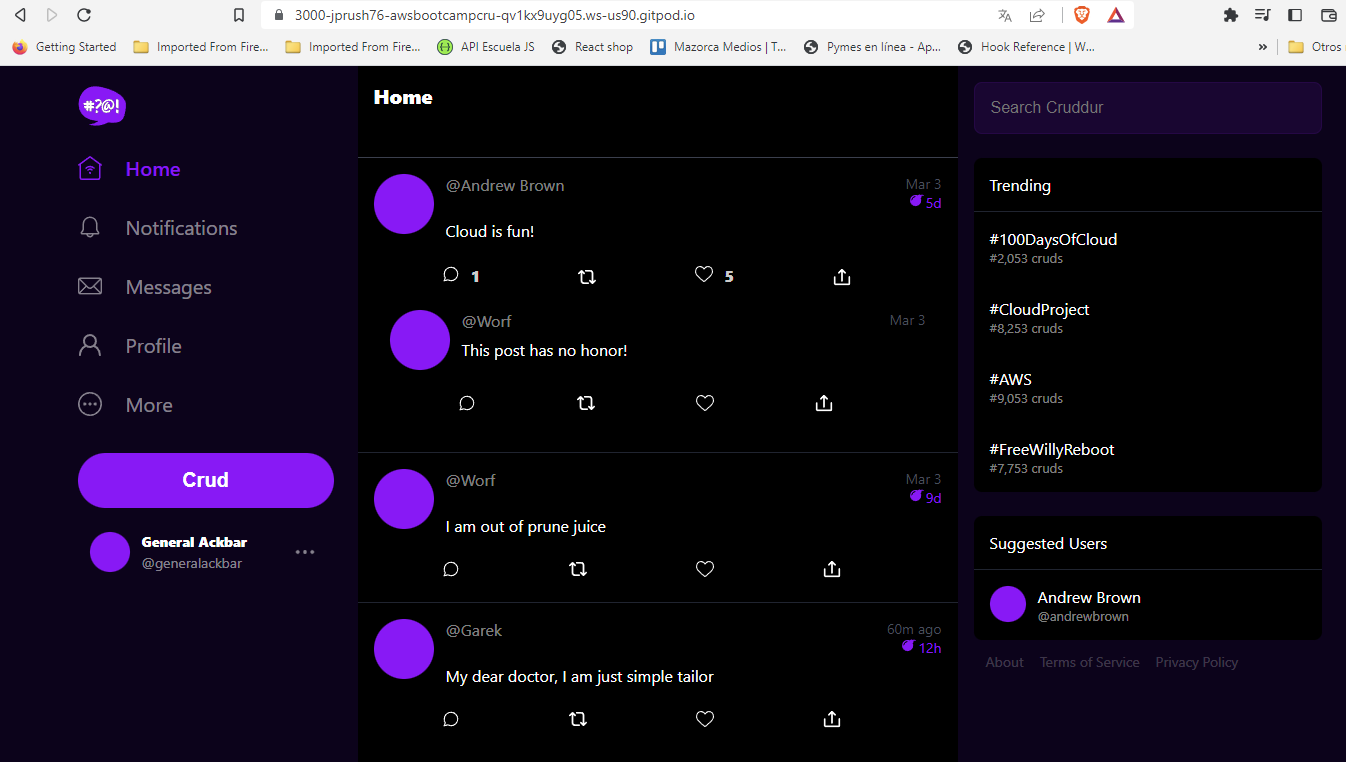 3000-jprush76-awsbootcampcru-qv1kx9uyg05.ws-us90.gitpod.io
Getting Started
Imported From Fire...
Imported From Fire...
API Escuela JS
React shop
Mazorca Medios | T...
Pymes en línea - Ap...
Hook Reference | W...
»
Otros
#?@!
Home
Notifications
Messages
Profile
More
Crud
General Ackbar
@generalackbar
Home
@Andrew Brown
Mar 3
5d
Cloud is fun!
1
5
@Worf
Mar 3
This post has no honor!
@Worf
Mar 3
9d
I am out of prune juice
@Garek
60m ago
12h
My dear doctor, I am just simple tailor
Search Cruddur
Trending
#100DaysOfCloud
#2,053 cruds
#CloudProject
#8,253 cruds
#AWS
#9,053 cruds
#FreeWillyReboot
#7,753 cruds
Suggested Users
Andrew Brown
@andrewbrown
About Terms of Service Privacy Policy